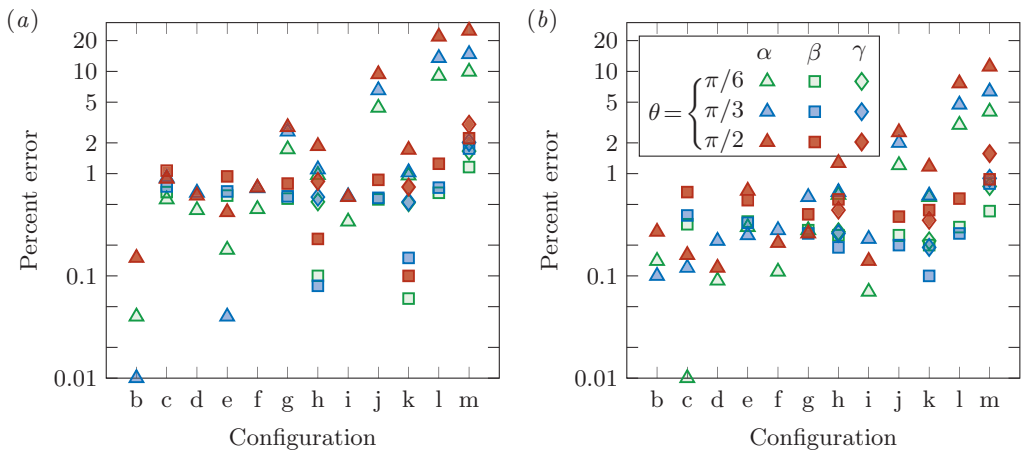 (a)
20
10
5
2
1
0.1
0.01
Percent error
b c d e f g h i j k l m
Configuration
(b)
20
10
5
2
1
0.1
0.01
Percent error
α β γ
π/6
θ = { π/3
π/2
b c d e f g h i j k l m
Configuration